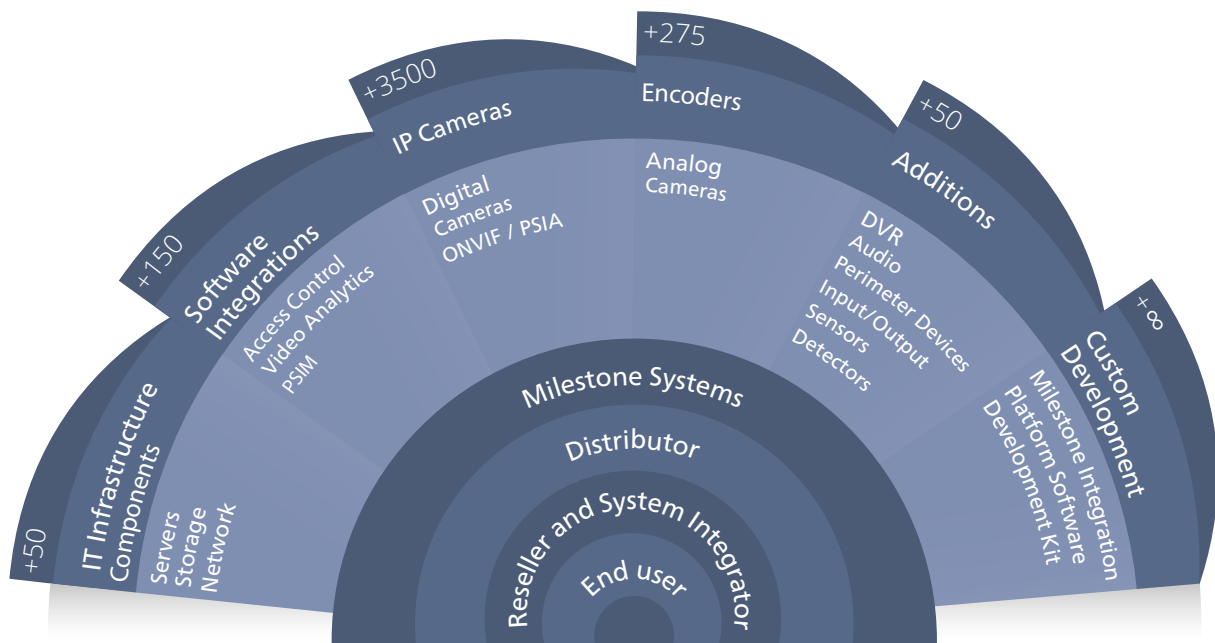 +50
IT Infrastructure
Components
Servers
Storage
Network
+150
Software
Integrations
Access Control
Video Analytics
PSIM
+3500
IP Cameras
Digital
Cameras
ONVIF / PSIA
+275
Encoders
Analog
Cameras
+50
Additions
DVR
Audio
Perimeter Devices
Input/Output
Sensors
Detectors
+∞
Custom
Development
Milestone Integration
Platform Software
Development Kit
Milestone Systems
Distributor
Reseller and System Integrator
End user